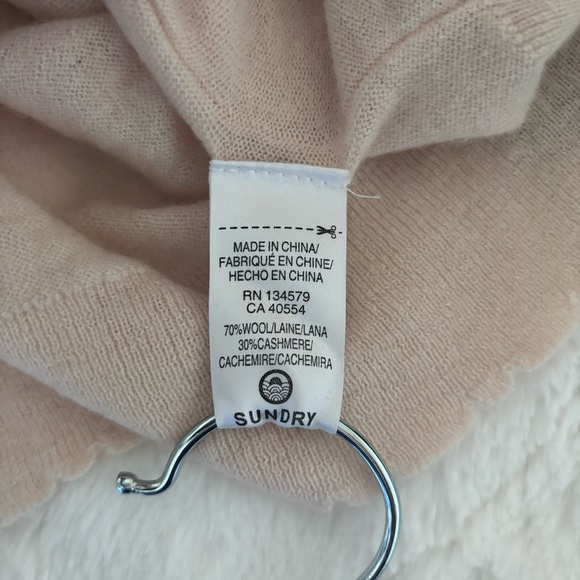 MADE IN CHINA/
FABRIQUÉ EN CHINE/
HECHO EN CHINA
RN 134579
CA 40554
70%WOOL/LAINE/LANA
30%CASHMERE/
CACHEMIRE/CACHEMIRA
SUNDRY